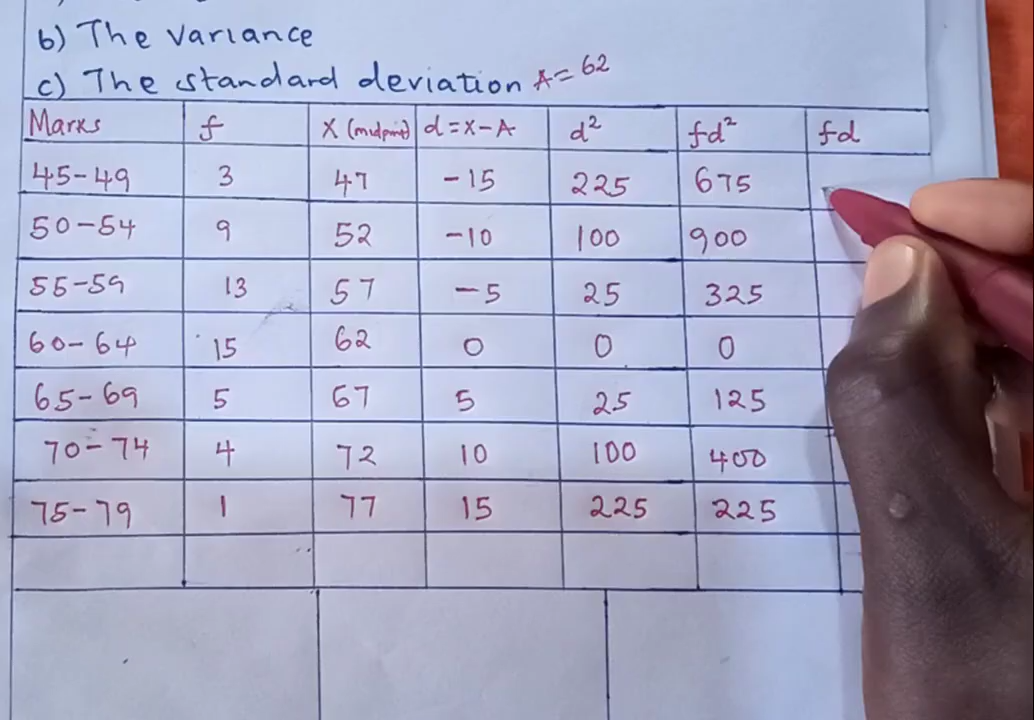 b) The variance
c) The standard deviation A=62
Marks f X (midpoint) d=X-A d² fd² fd
45-49 3 47 -15 225 675
50-54 9 52 -10 100 900
55-59 13 57 -5 25 325
60-64 15 62 0 0 0
65-69 5 67 5 25 125
70-74 4 72 10 100 400
75-79 1 77 15 225 225